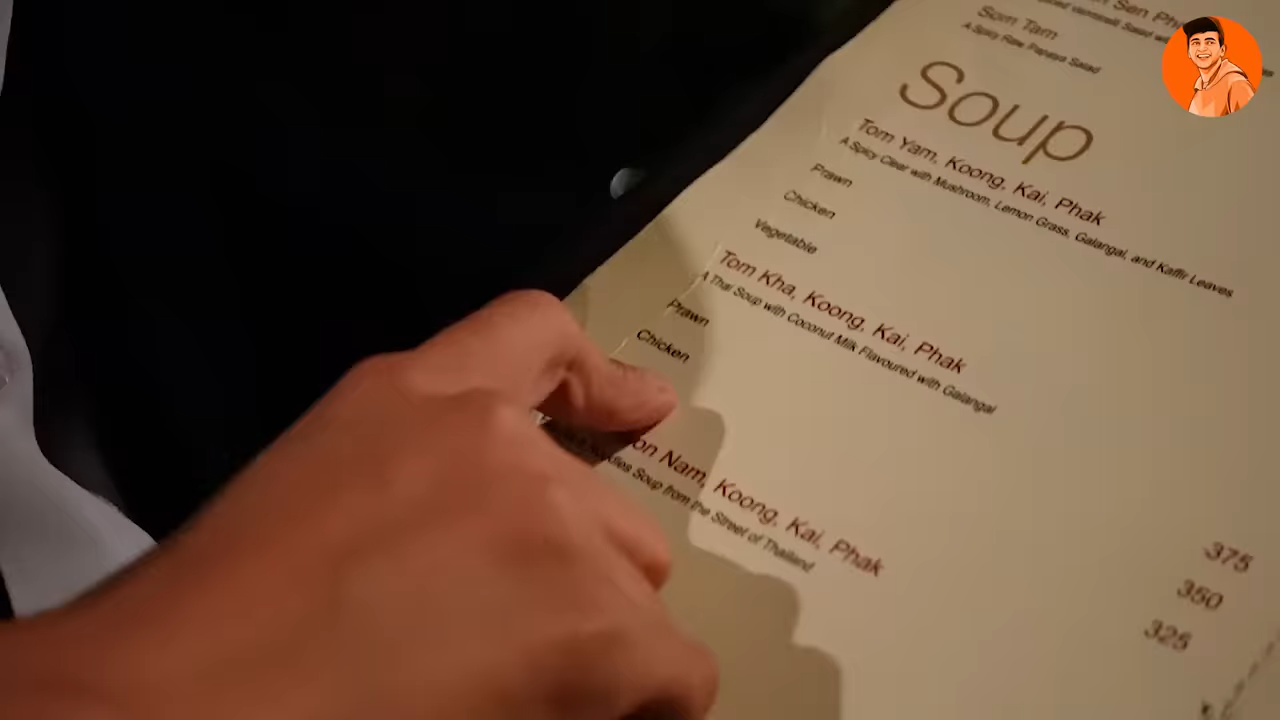 Sen
Som Tam
A Spicy Raw Papaya Salad
Soup
Tom Yam, Koong, Kai, Phak
A Spicy Clear with Mushroom, Lemon Grass, Galangal, and Kaffir Leaves
Prawn
Chicken
Vegetable
Tom Kha, Koong, Kai, Phak
A Thai Soup with Coconut Milk Flavoured with Galangal
Prawn
Chicken
Nam, Koong, Kai, Phak
Soup from the Street of Thailand
375
350
325